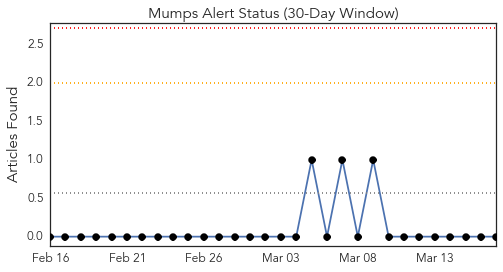 Mumps Alert Status (30-Day Window)
Articles Found
2.5
2.0
1.5
1.0
0.5
0.0
Feb 16 Feb 21 Feb 26 Mar 03 Mar 08 Mar 13